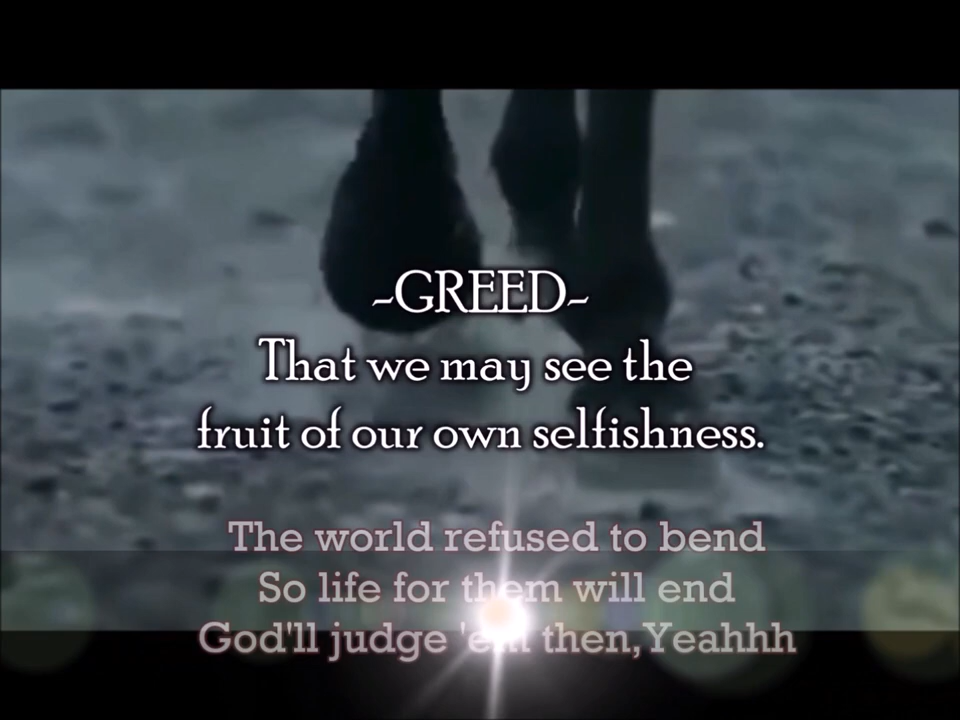 -GREED-
That we may see the
fruit of our own selfishness.
The world refused to bend
So life for them will end
God'll judge 'em then,Yeahhh